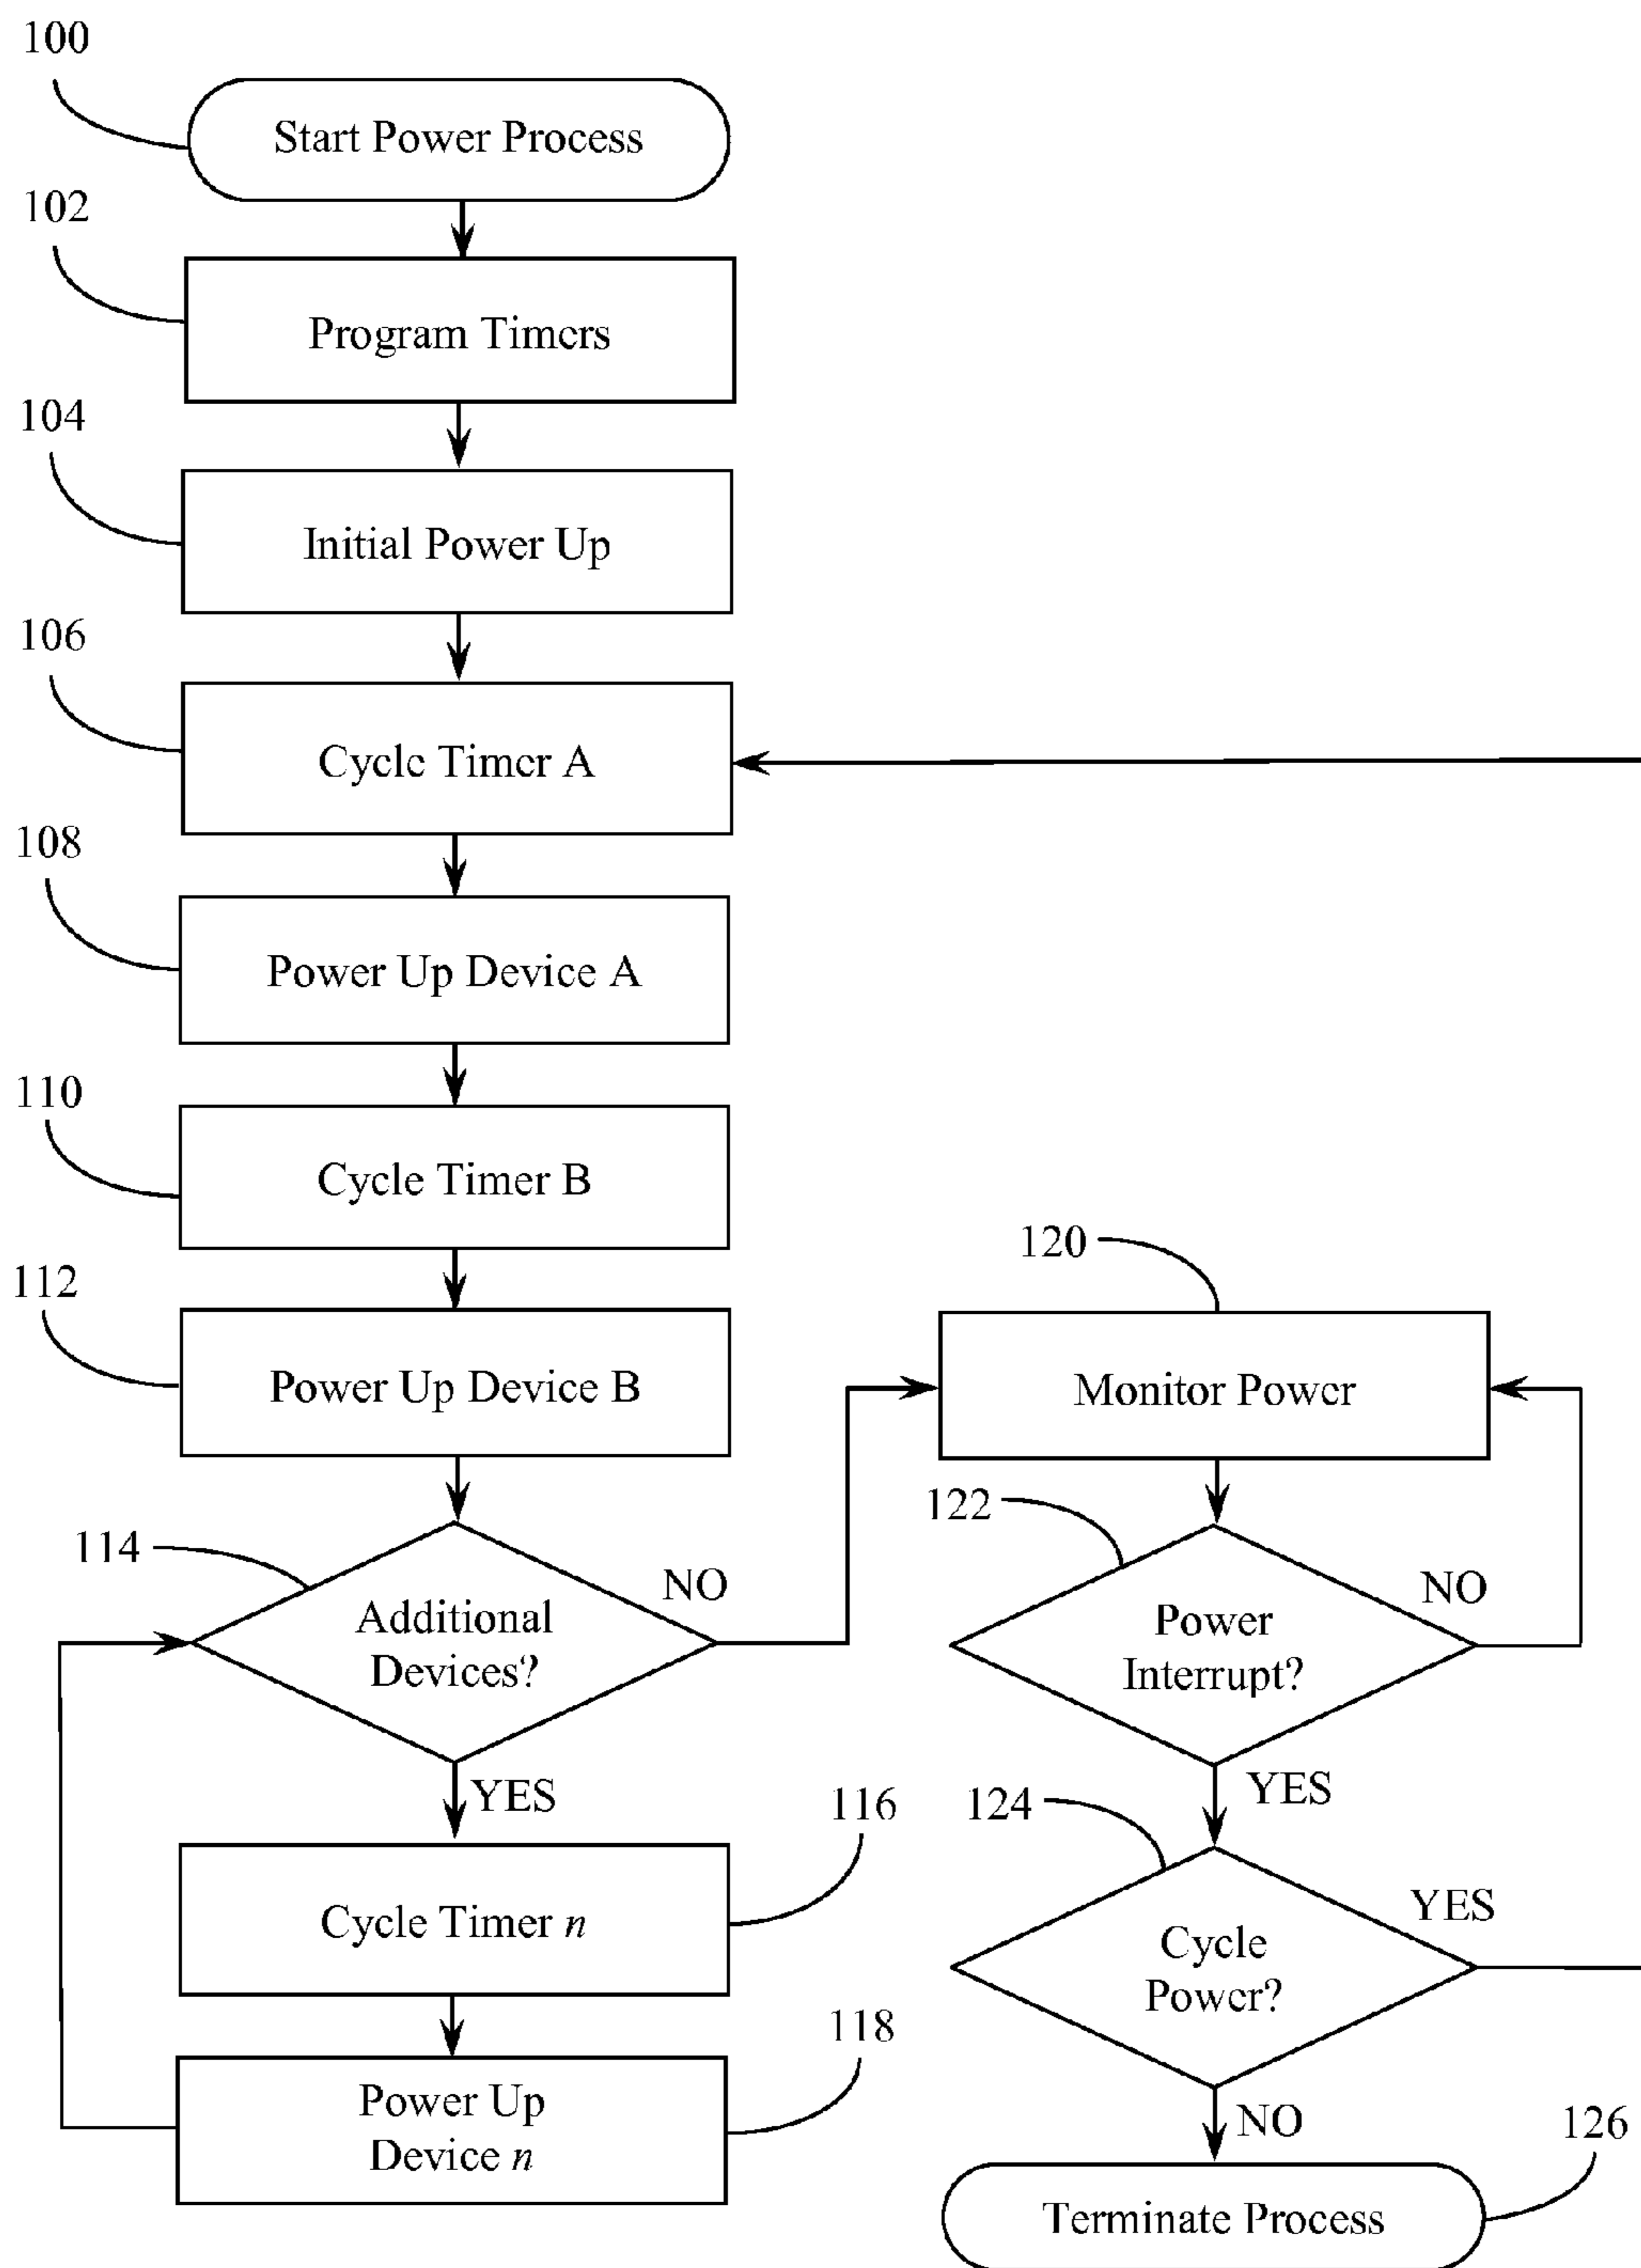 100
Start Power Process
102
Program Timers
104
Initial Power Up
106
Cycle Timer A
108
Power Up Device A
110
Cycle Timer B
112
Power Up Device B
114
Additional
Devices?
NO
YES
116
Cycle Timer n
118
Power Up
Device n
120
Monitor Power
122
Power
Interrupt?
NO
YES
124
Cycle
Power?
YES
NO
126
Terminate Process